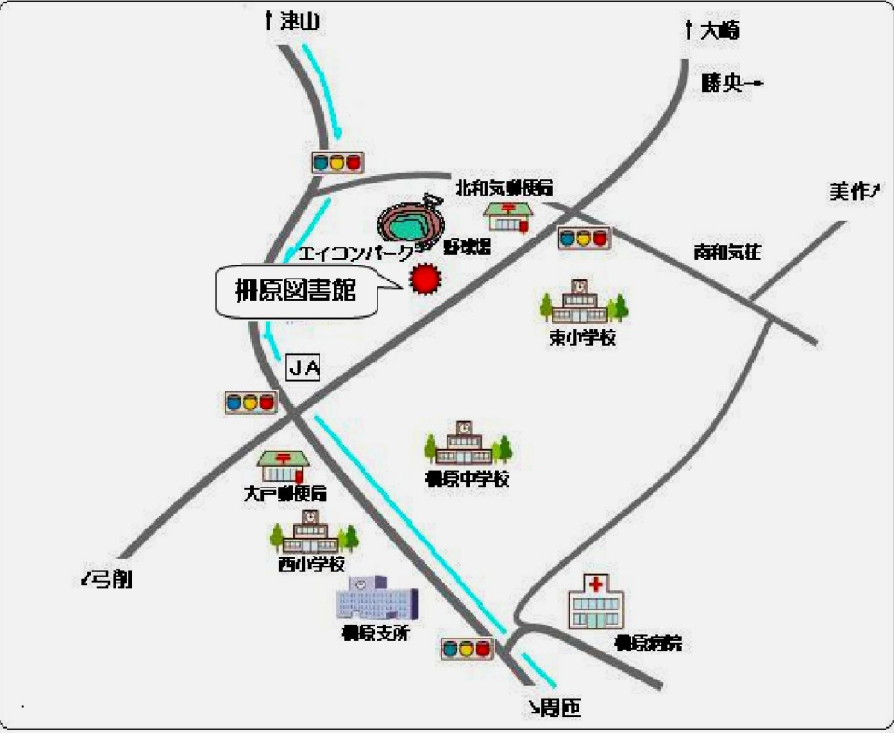 ↑津山
↑大崎
勝央→
美作↗
北和気郵便局
野球場
エイコンパーク
南和気荘
柵原図書館
東小学校
JA
柵原中学校
大戸郵便局
西小学校
↙弓削
柵原支所
柵原病院
↘周匝